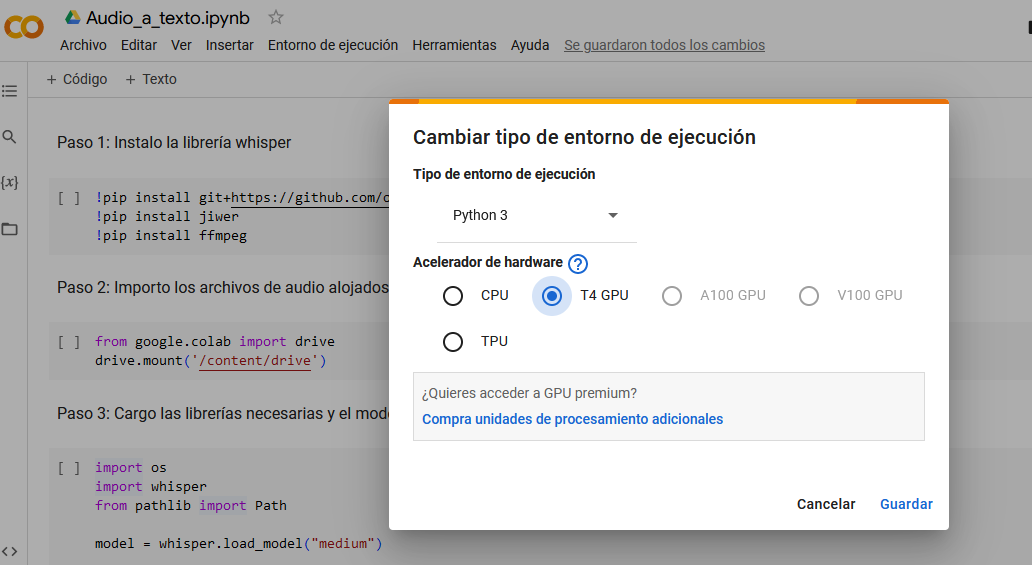 Audio_a_texto.ipynb
Archivo Editar Ver Insertar Entorno de ejecución Herramientas Ayuda Se guardaron todos los cambios
+ Código + Texto
Paso 1: Instalo la librería whisper
[ ] !pip install git+https://github.com/
!pip install jiwer
!pip install ffmpeg
Paso 2: Importo los archivos de audio alojados
[ ] from google.colab import drive
drive.mount('/content/drive')
Paso 3: Cargo las librerías necesarias y el
[ ] import os
import whisper
from pathlib import Path
model = whisper.load_model("medium")
{x}
<>
Cambiar tipo de entorno de ejecución
Tipo de entorno de ejecución
Python 3
Acelerador de hardware ?
CPU T4 GPU A100 GPU V100 GPU
TPU
¿Quieres acceder a GPU premium?
Compra unidades de procesamiento adicionales
Cancelar Guardar